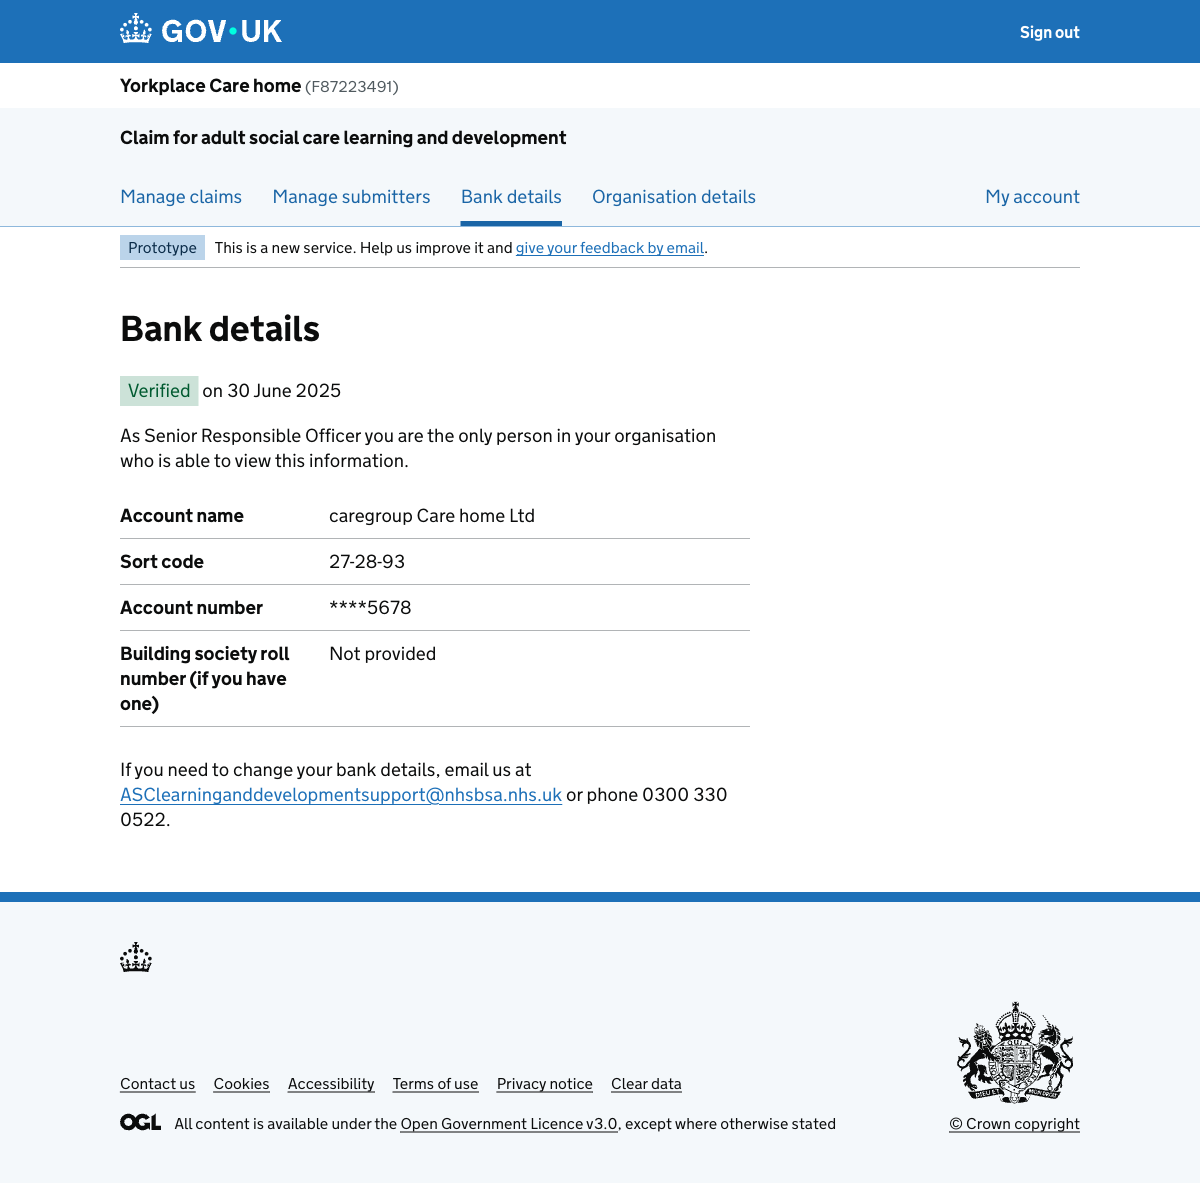 GOV·UK
Sign out
Yorkplace Care home (F87223491)
Claim for adult social care learning and development
Manage claims Manage submitters Bank details Organisation details My account
Prototype This is a new service. Help us improve it and give your feedback by email.
Bank details
Verified on 30 June 2025
As Senior Responsible Officer you are the only person in your organisation
who is able to view this information.
Account name caregroup Care home Ltd
Sort code 27-28-93
Account number ****5678
Building society roll Not provided
number (if you have
one)
If you need to change your bank details, email us at
ASClearninganddevelopmentsupport@nhsbsa.nhs.uk or phone 0300 330
0522.
Contact us Cookies Accessibility Terms of use Privacy notice Clear data
OGL All content is available under the Open Government Licence v3.0, except where otherwise stated
© Crown copyright